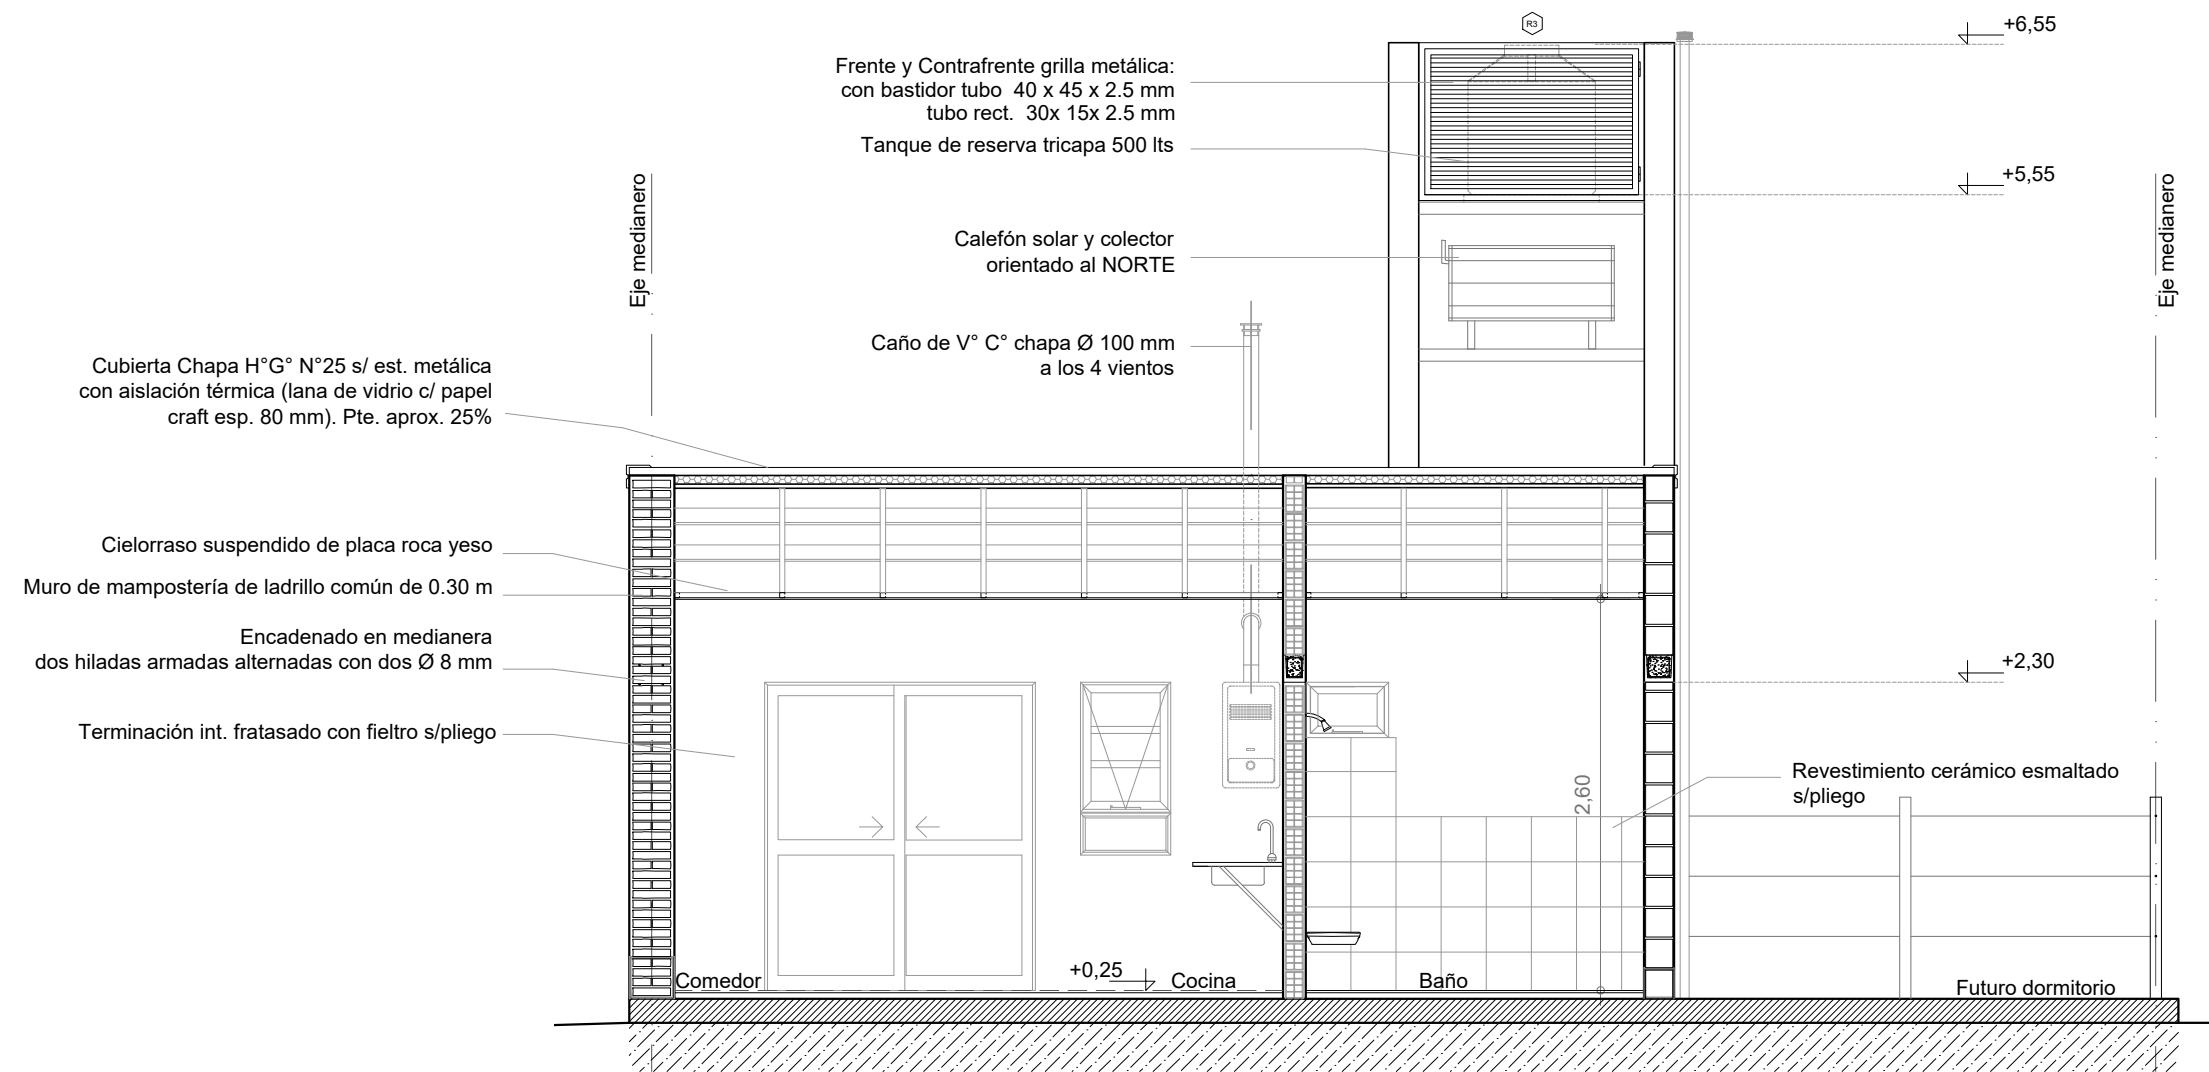 R3
+6,55
Frente y Contrafrente grilla metálica:
con bastidor tubo 40 x 45 x 2.5 mm
tubo rect. 30x 15x 2.5 mm
Tanque de reserva tricapa 500 lts
+5,55
Eje medianero
Eje medianero
Calefón solar y colector
orientado al NORTE
Caño de V° C° chapa Ø 100 mm
a los 4 vientos
Cubierta Chapa H°G° N°25 s/ est. metálica
con aislación térmica (lana de vidrio c/ papel
craft esp. 80 mm). Pte. aprox. 25%
Cielorraso suspendido de placa roca yeso
Muro de mampostería de ladrillo común de 0.30 m
Encadenado en medianera
dos hiladas armadas alternadas con dos Ø 8 mm
+2,30
Terminación int. fratasado con fieltro s/pliego
Revestimiento cerámico esmaltado
s/pliego
2,60
Comedor
+0,25
Cocina
Baño
Futuro dormitorio